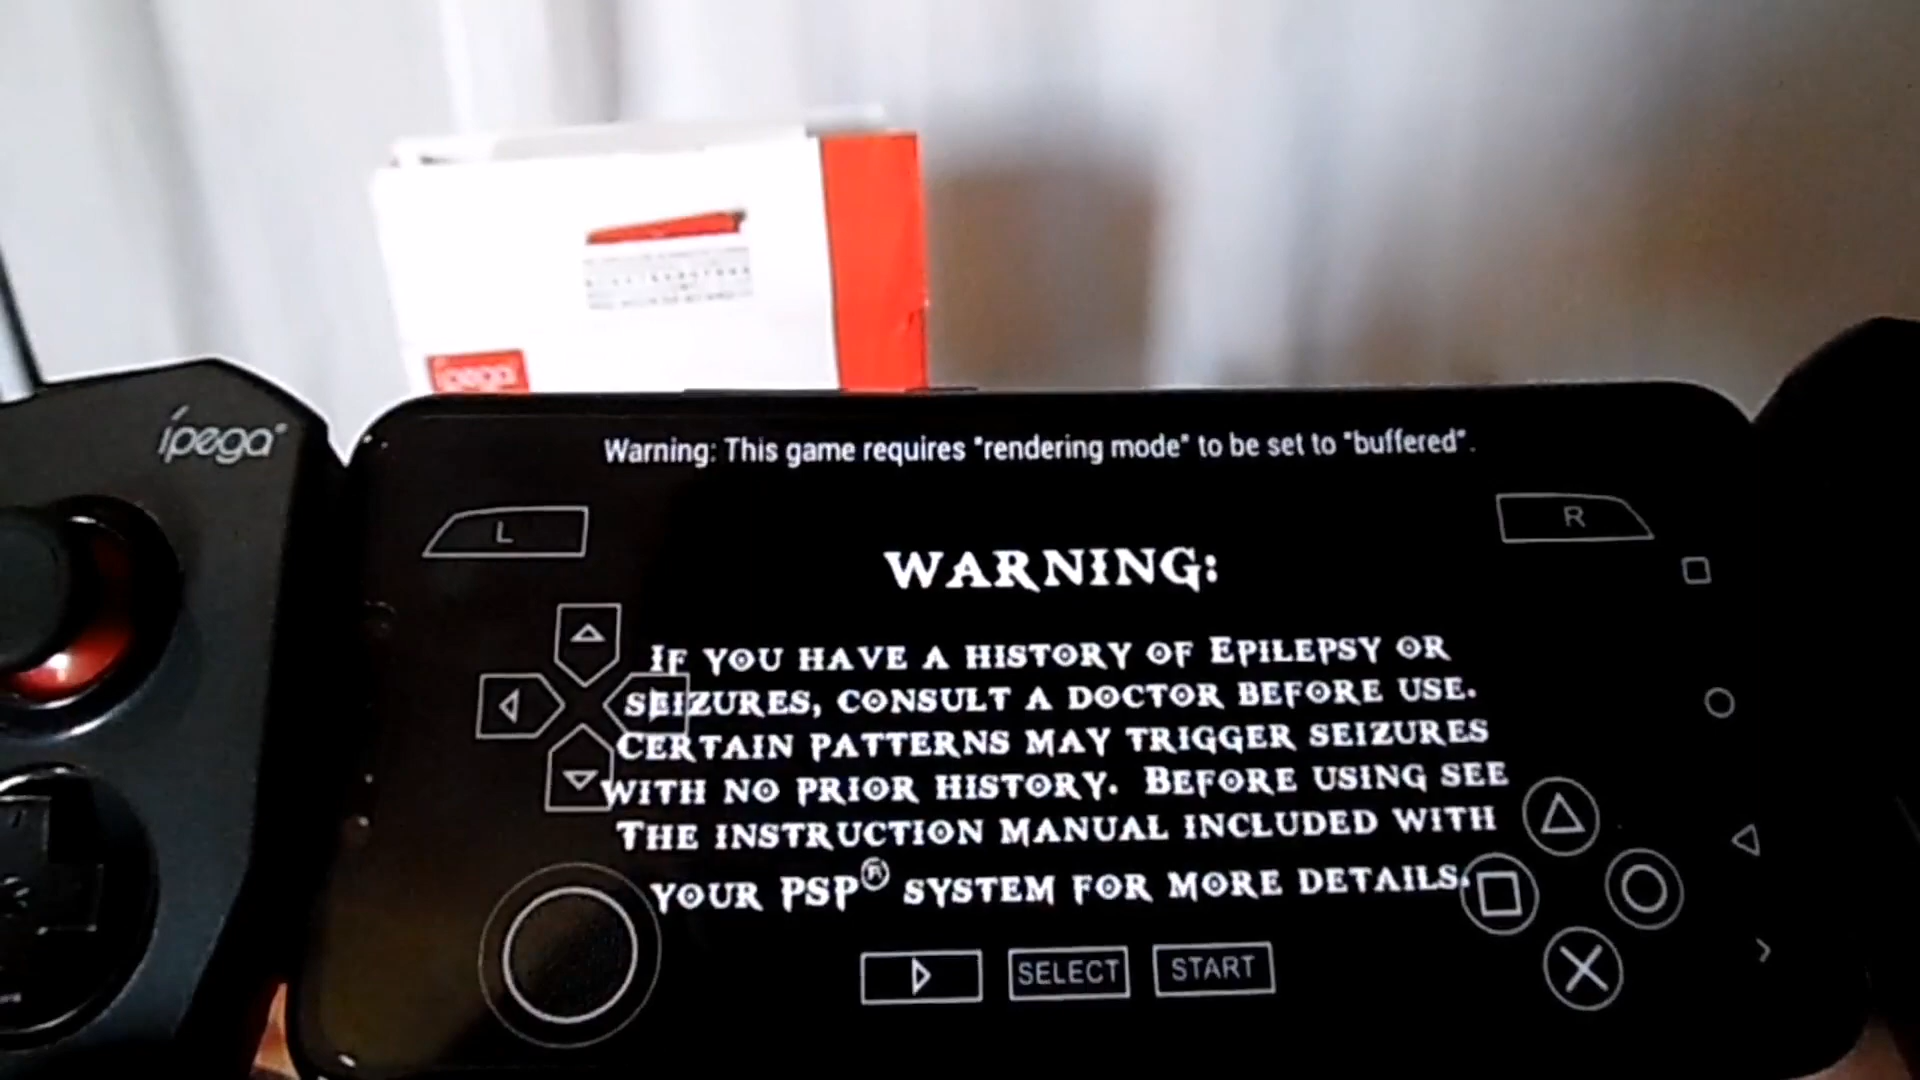 ipega
ipega
Warning: This game requires "rendering mode" to be set to "buffered".
L
R
WARNING:
IF YOU HAVE A HISTORY OF EPILEPSY OR
SEIZURES, CONSULT A DOCTOR BEFORE USE.
CERTAIN PATTERNS MAY TRIGGER SEIZURES
WITH NO PRIOR HISTORY. BEFORE USING SEE
THE INSTRUCTION MANUAL INCLUDED WITH
YOUR PSP® SYSTEM FOR MORE DETAILS.
SELECT
START